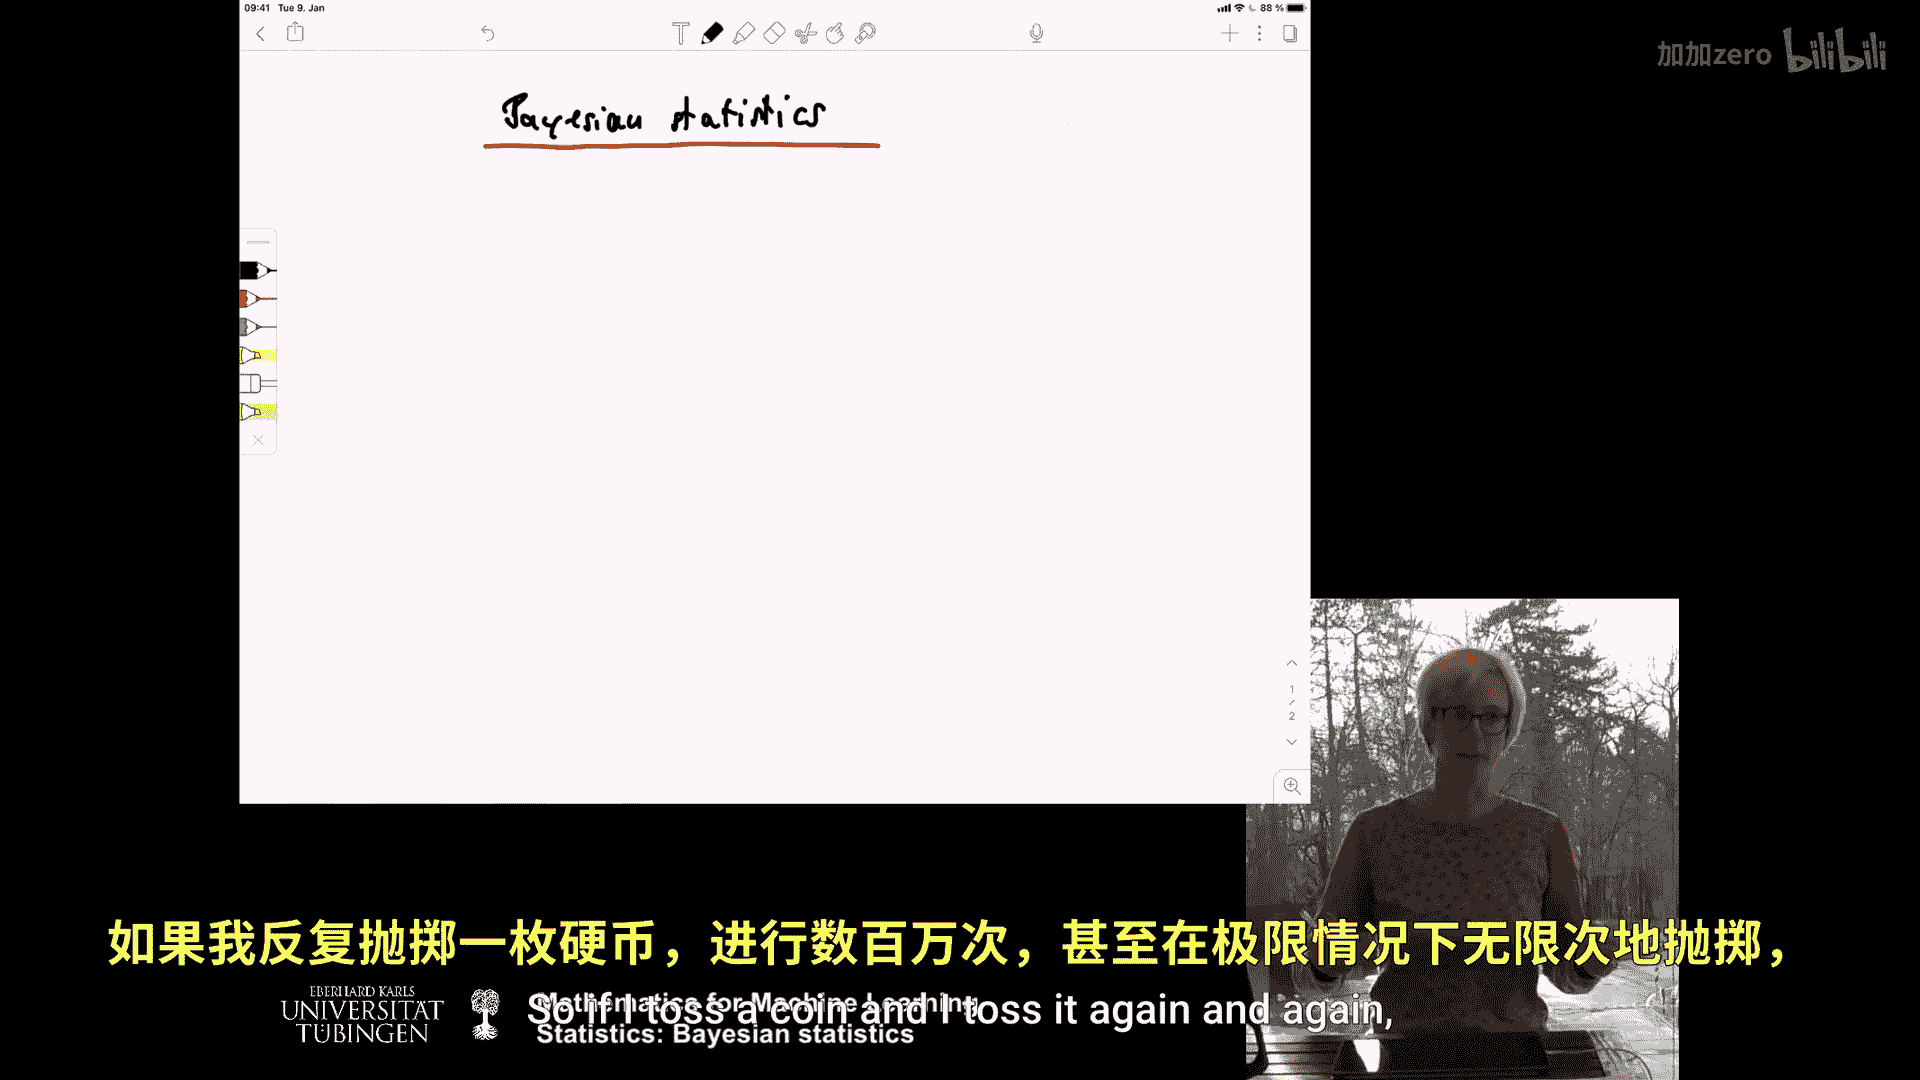 09:41 Tue 9. Jan
88 %
加加zero bilibili
Bayesian statistics
1
/
2
如果我反复抛掷一枚硬币，进行数百万次，甚至在极限情况下无限次地抛掷，
EBERHARD KARLS
UNIVERSITÄT
TÜBINGEN
Mathematics for Machine Learning
So if I toss a coin and I toss it again and again,
Statistics: Bayesian statistics